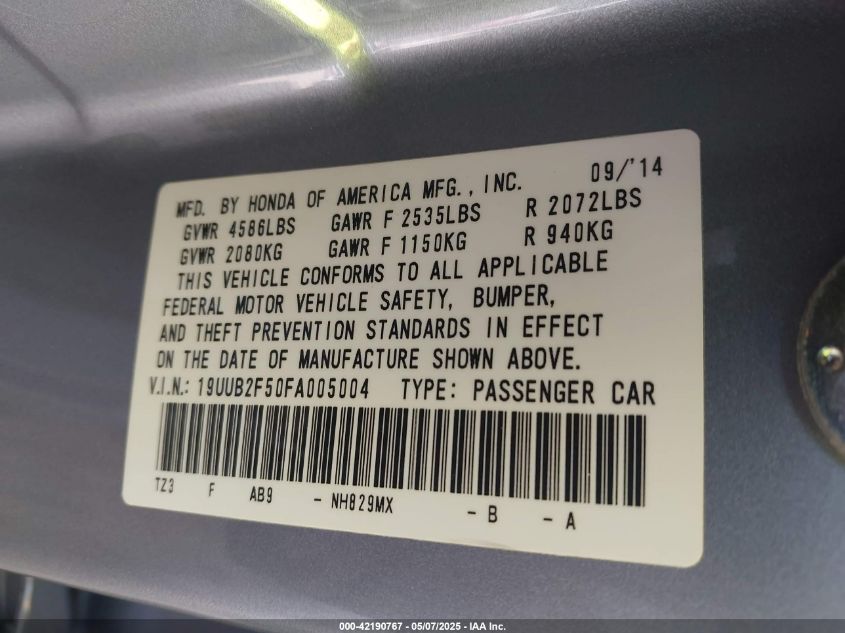 MFD. BY HONDA OF AMERICA MFG., INC. 09/'14
GVWR 4586LBS GAWR F 2535LBS R 2072LBS
GVWR 2080KG GAWR F 1150KG R 940KG
THIS VEHICLE CONFORMS TO ALL APPLICABLE
FEDERAL MOTOR VEHICLE SAFETY, BUMPER,
AND THEFT PREVENTION STANDARDS IN EFFECT
ON THE DATE OF MANUFACTURE SHOWN ABOVE.
V.I.N.: 19UUB2F50FA005004 TYPE: PASSENGER CAR
TZ3 F AB9 - NH829MX - B - A
000-42190767 - 05/07/2025 - IAA Inc.